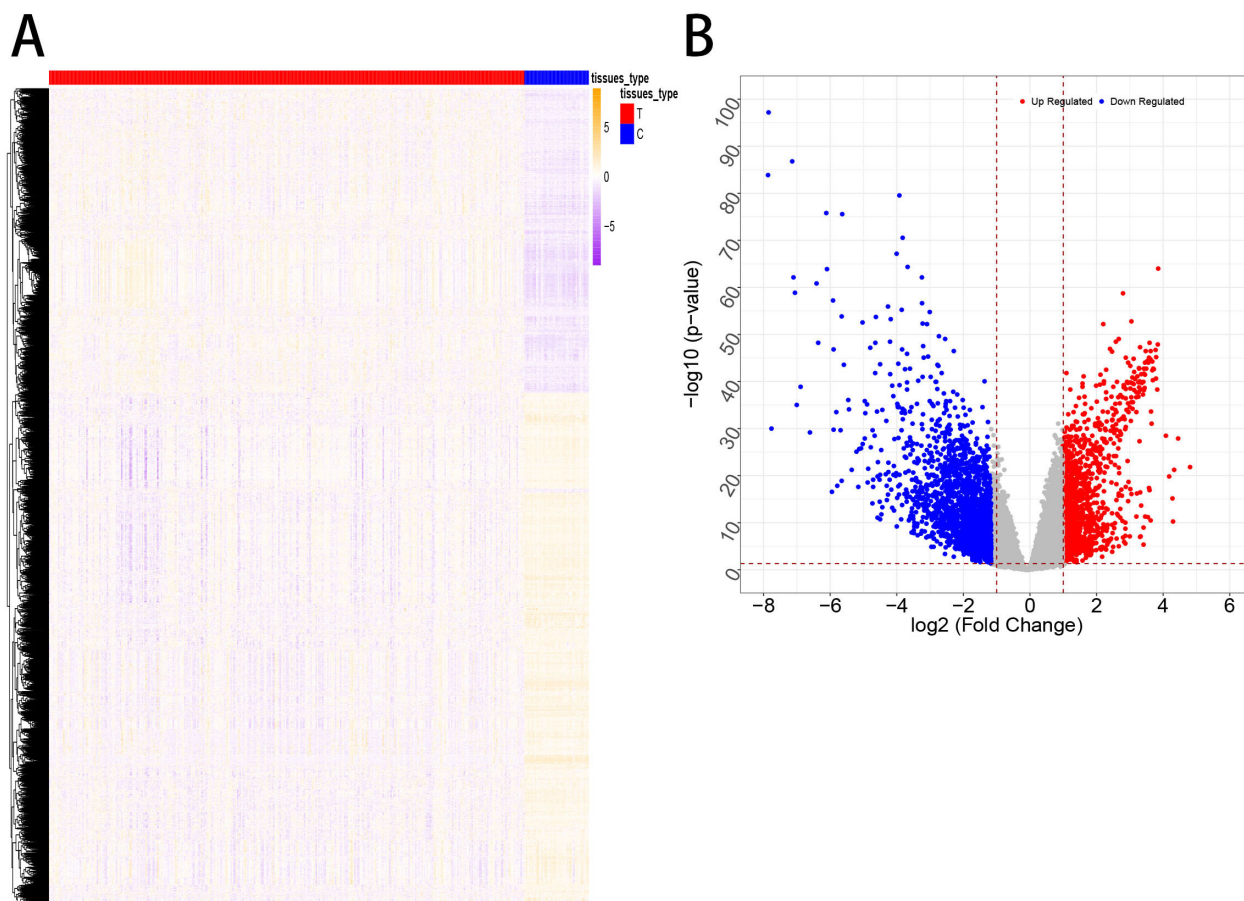 A
tissues_type
tissues_type
T
C
5
0
−5
B
Up Regulated Down Regulated
100
90
80
70
60
50
40
30
20
10
0
−log10 (p−value)
−8 −6 −4 −2 0 2 4 6
log2 (Fold Change)